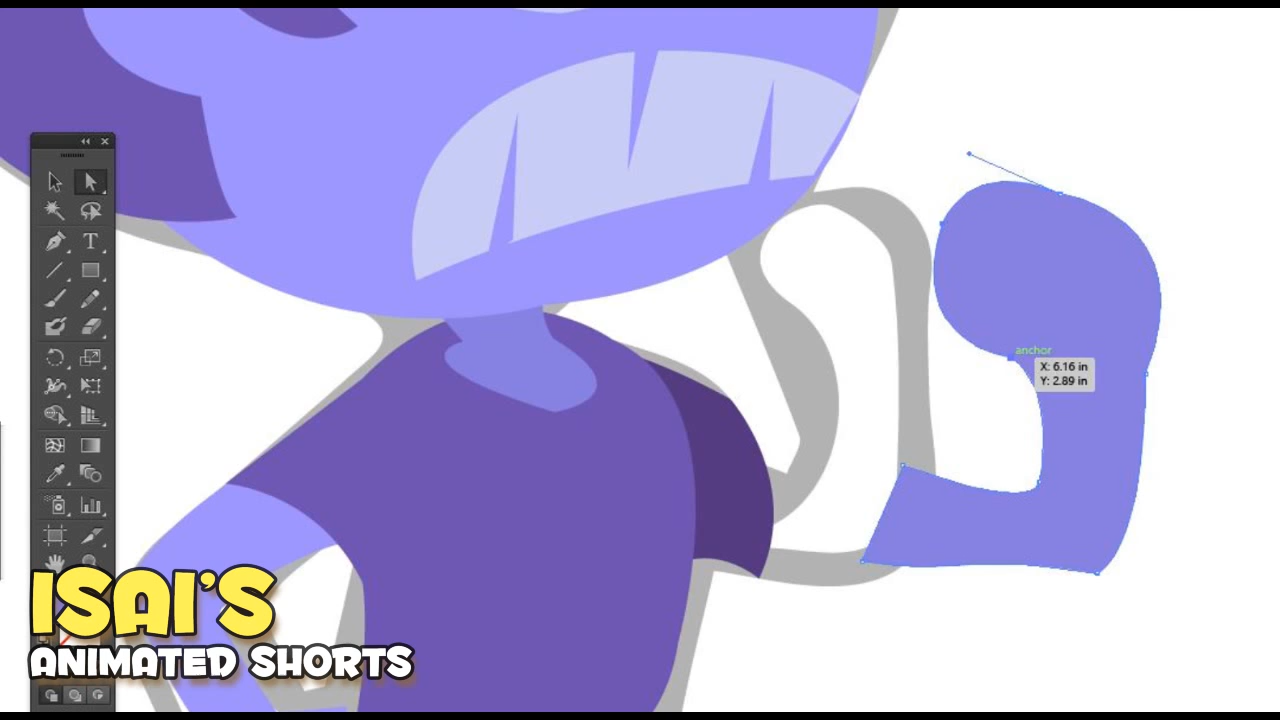 anchor
X: 6.16 in
Y: 2.89 in
ISAI'S
ANIMATED SHORTS